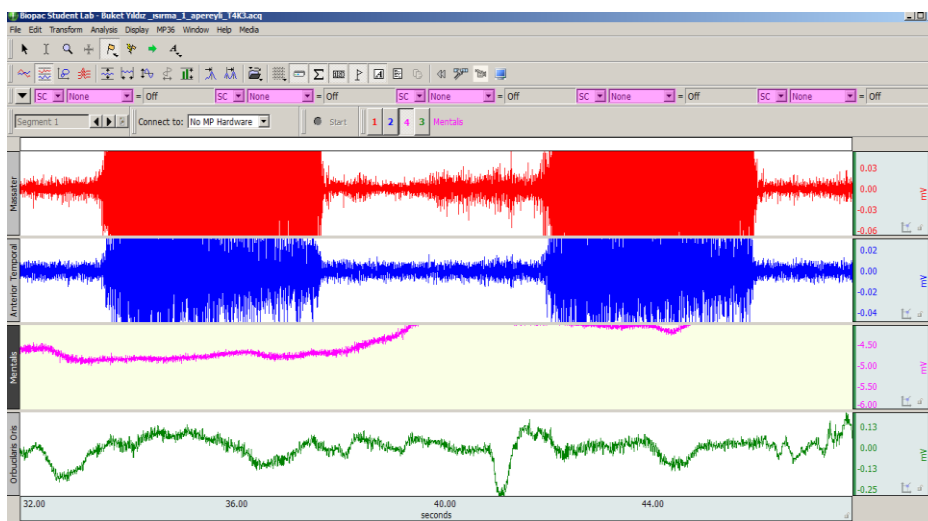 Biopac Student Lab - Buket Yıldız _ısırma_1_apereyli_T4K3.acq
File Edit Transform Analysis Display MP36 Window Help Media
SC None = Off SC None = Off SC None = Off SC None = Off SC None = Off
Segment 1 Connect to: No MP Hardware Start 1 2 4 3 Mentals
Massater
0.03
0.00
-0.03
-0.06
mV
Anterior Temporal
0.02
0.00
-0.02
-0.04
mV
Mentals
-4.50
-5.00
-5.50
-6.00
mV
Orbudlaris Oris
0.13
0.00
-0.13
-0.25
mV
32.00 36.00 40.00 44.00
seconds